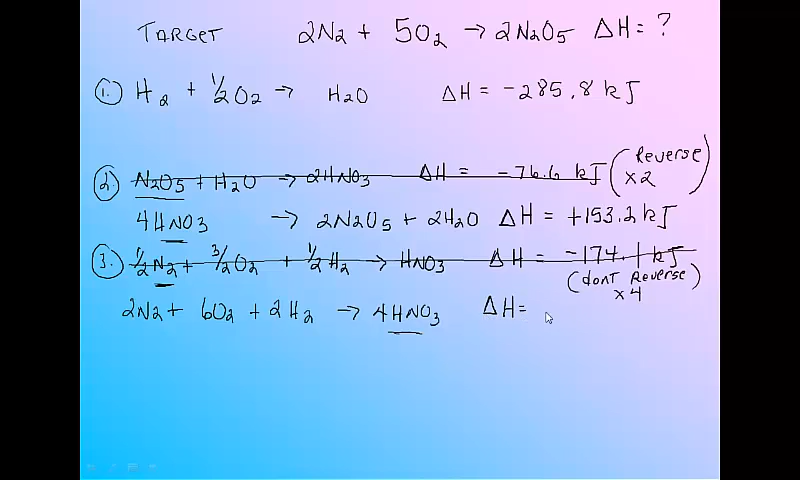 TARGET 2N2 + 5O2 → 2N2O5 ΔH = ?
1. H2 + 1/2O2 → H2O ΔH = -285.8 kJ
2. N2O5 + H2O → 2HNO3 ΔH = -76.6 kJ (Reverse x2)
4HNO3 → 2N2O5 + 2H2O ΔH = +153.2 kJ
3. 1/2N2 + 3/2O2 + 1/2H2 → HNO3 ΔH = -174.1 kJ
(dont Reverse) x4
2N2 + 6O2 + 2H2 → 4HNO3 ΔH =